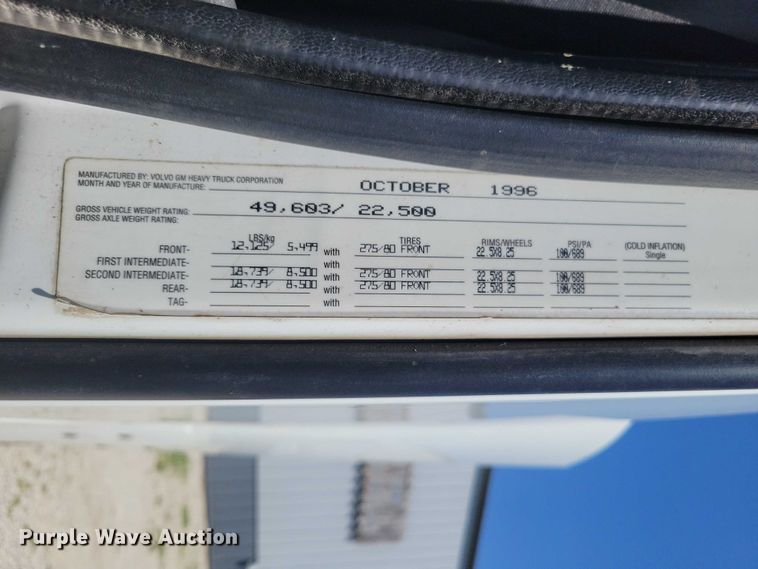 MANUFACTURED BY: VOLVO GM HEAVY TRUCK CORPORATION
MONTH AND YEAR OF MANUFACTURE: OCTOBER 1996
GROSS VEHICLE WEIGHT RATING: 49,603/ 22,500
GROSS AXLE WEIGHT RATING:
LBS/kg TIRES RIMS/WHEELS PSI/PA (COLD INFLATION)
FRONT- 12,125 5,499 with 275/80 FRONT 22.5X8.25 100/689 Single
FIRST INTERMEDIATE- with
SECOND INTERMEDIATE- 18,739/ 8,500 with 275/80 FRONT 22.5X8.25 100/689
REAR- 18,739/ 8,500 with 275/80 FRONT 22.5X8.25 100/689
TAG- with
Purple Wave Auction